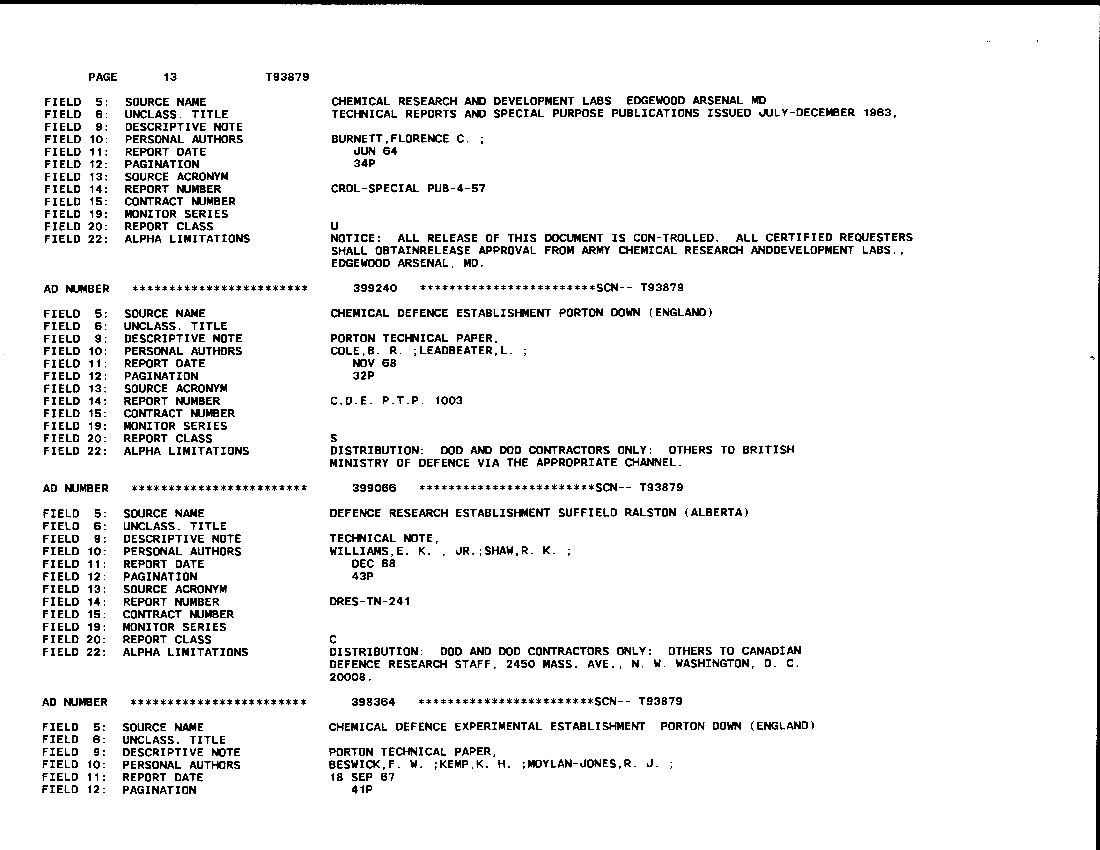 PAGE 13 T93879
FIELD 5: SOURCE NAME CHEMICAL RESEARCH AND DEVELOPMENT LABS EDGEWOOD ARSENAL MD
FIELD 6: UNCLASS. TITLE TECHNICAL REPORTS AND SPECIAL PURPOSE PUBLICATIONS ISSUED JULY-DECEMBER 1963,
FIELD 9: DESCRIPTIVE NOTE
FIELD 10: PERSONAL AUTHORS BURNETT,FLORENCE C. ;
FIELD 11: REPORT DATE JUN 64
FIELD 12: PAGINATION 34P
FIELD 13: SOURCE ACRONYM
FIELD 14: REPORT NUMBER CRDL-SPECIAL PUB-4-57
FIELD 15: CONTRACT NUMBER
FIELD 19: MONITOR SERIES
FIELD 20: REPORT CLASS U
FIELD 22: ALPHA LIMITATIONS NOTICE: ALL RELEASE OF THIS DOCUMENT IS CON-TROLLED. ALL CERTIFIED REQUESTERS
SHALL OBTAINRELEASE APPROVAL FROM ARMY CHEMICAL RESEARCH ANDDEVELOPMENT LABS.,
EDGEWOOD ARSENAL, MD.
AD NUMBER ************************ 399240 ************************SCN-- T93879
FIELD 5: SOURCE NAME CHEMICAL DEFENCE ESTABLISHMENT PORTON DOWN (ENGLAND)
FIELD 6: UNCLASS. TITLE
FIELD 9: DESCRIPTIVE NOTE PORTON TECHNICAL PAPER,
FIELD 10: PERSONAL AUTHORS COLE,B. R. ;LEADBEATER,L. ;
FIELD 11: REPORT DATE NOV 68
FIELD 12: PAGINATION 32P
FIELD 13: SOURCE ACRONYM
FIELD 14: REPORT NUMBER C.D.E. P.T.P. 1003
FIELD 15: CONTRACT NUMBER
FIELD 19: MONITOR SERIES
FIELD 20: REPORT CLASS S
FIELD 22: ALPHA LIMITATIONS DISTRIBUTION: DOD AND DOD CONTRACTORS ONLY: OTHERS TO BRITISH
MINISTRY OF DEFENCE VIA THE APPROPRIATE CHANNEL.
AD NUMBER ************************ 399066 ************************SCN-- T93879
FIELD 5: SOURCE NAME DEFENCE RESEARCH ESTABLISHMENT SUFFIELD RALSTON (ALBERTA)
FIELD 6: UNCLASS. TITLE
FIELD 9: DESCRIPTIVE NOTE TECHNICAL NOTE,
FIELD 10: PERSONAL AUTHORS WILLIAMS,E. K. , JR.;SHAW,R. K. ;
FIELD 11: REPORT DATE DEC 68
FIELD 12: PAGINATION 43P
FIELD 13: SOURCE ACRONYM
FIELD 14: REPORT NUMBER DRES-TN-241
FIELD 15: CONTRACT NUMBER
FIELD 19: MONITOR SERIES
FIELD 20: REPORT CLASS C
FIELD 22: ALPHA LIMITATIONS DISTRIBUTION: DOD AND DOD CONTRACTORS ONLY: OTHERS TO CANADIAN
DEFENCE RESEARCH STAFF, 2450 MASS. AVE., N. W. WASHINGTON, D. C.
20008.
AD NUMBER ************************ 398364 ************************SCN-- T93879
FIELD 5: SOURCE NAME CHEMICAL DEFENCE EXPERIMENTAL ESTABLISHMENT PORTON DOWN (ENGLAND)
FIELD 6: UNCLASS. TITLE
FIELD 9: DESCRIPTIVE NOTE PORTON TECHNICAL PAPER,
FIELD 10: PERSONAL AUTHORS BESWICK,F. W. ;KEMP,K. H. ;MOYLAN-JONES,R. J. ;
FIELD 11: REPORT DATE 18 SEP 67
FIELD 12: PAGINATION 41P